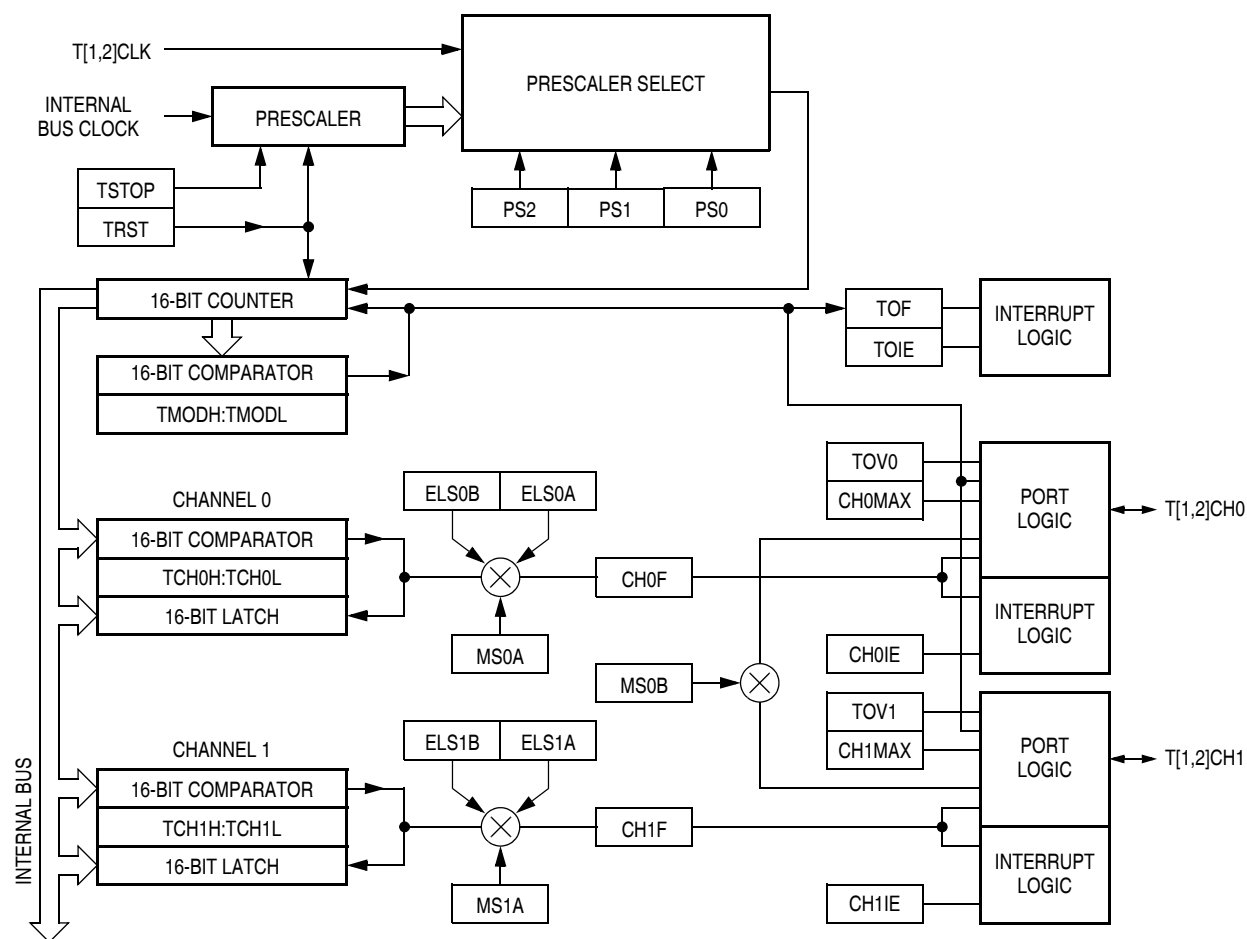 T[1,2]CLK
PRESCALER SELECT
INTERNAL
BUS CLOCK
PRESCALER
TSTOP
TRST
PS2
PS1
PS0
16-BIT COUNTER
TOF
TOIE
INTERRUPT
LOGIC
16-BIT COMPARATOR
TMODH:TMODL
CHANNEL 0
ELS0B
ELS0A
TOV0
CH0MAX
PORT
LOGIC
T[1,2]CH0
16-BIT COMPARATOR
TCH0H:TCH0L
16-BIT LATCH
CH0F
MS0A
INTERRUPT
LOGIC
CH0IE
MS0B
CHANNEL 1
ELS1B
ELS1A
TOV1
CH1MAX
PORT
LOGIC
T[1,2]CH1
16-BIT COMPARATOR
TCH1H:TCH1L
16-BIT LATCH
CH1F
MS1A
INTERRUPT
LOGIC
CH1IE
INTERNAL BUS